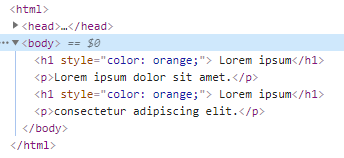 <html>
<head>…</head>
<body> == $0
<h1 style="color: orange;"> Lorem ipsum</h1>
<p>Lorem ipsum dolor sit amet.</p>
<h1 style="color: orange;"> Lorem ipsum</h1>
<p>consectetur adipiscing elit.</p>
</body>
</html>